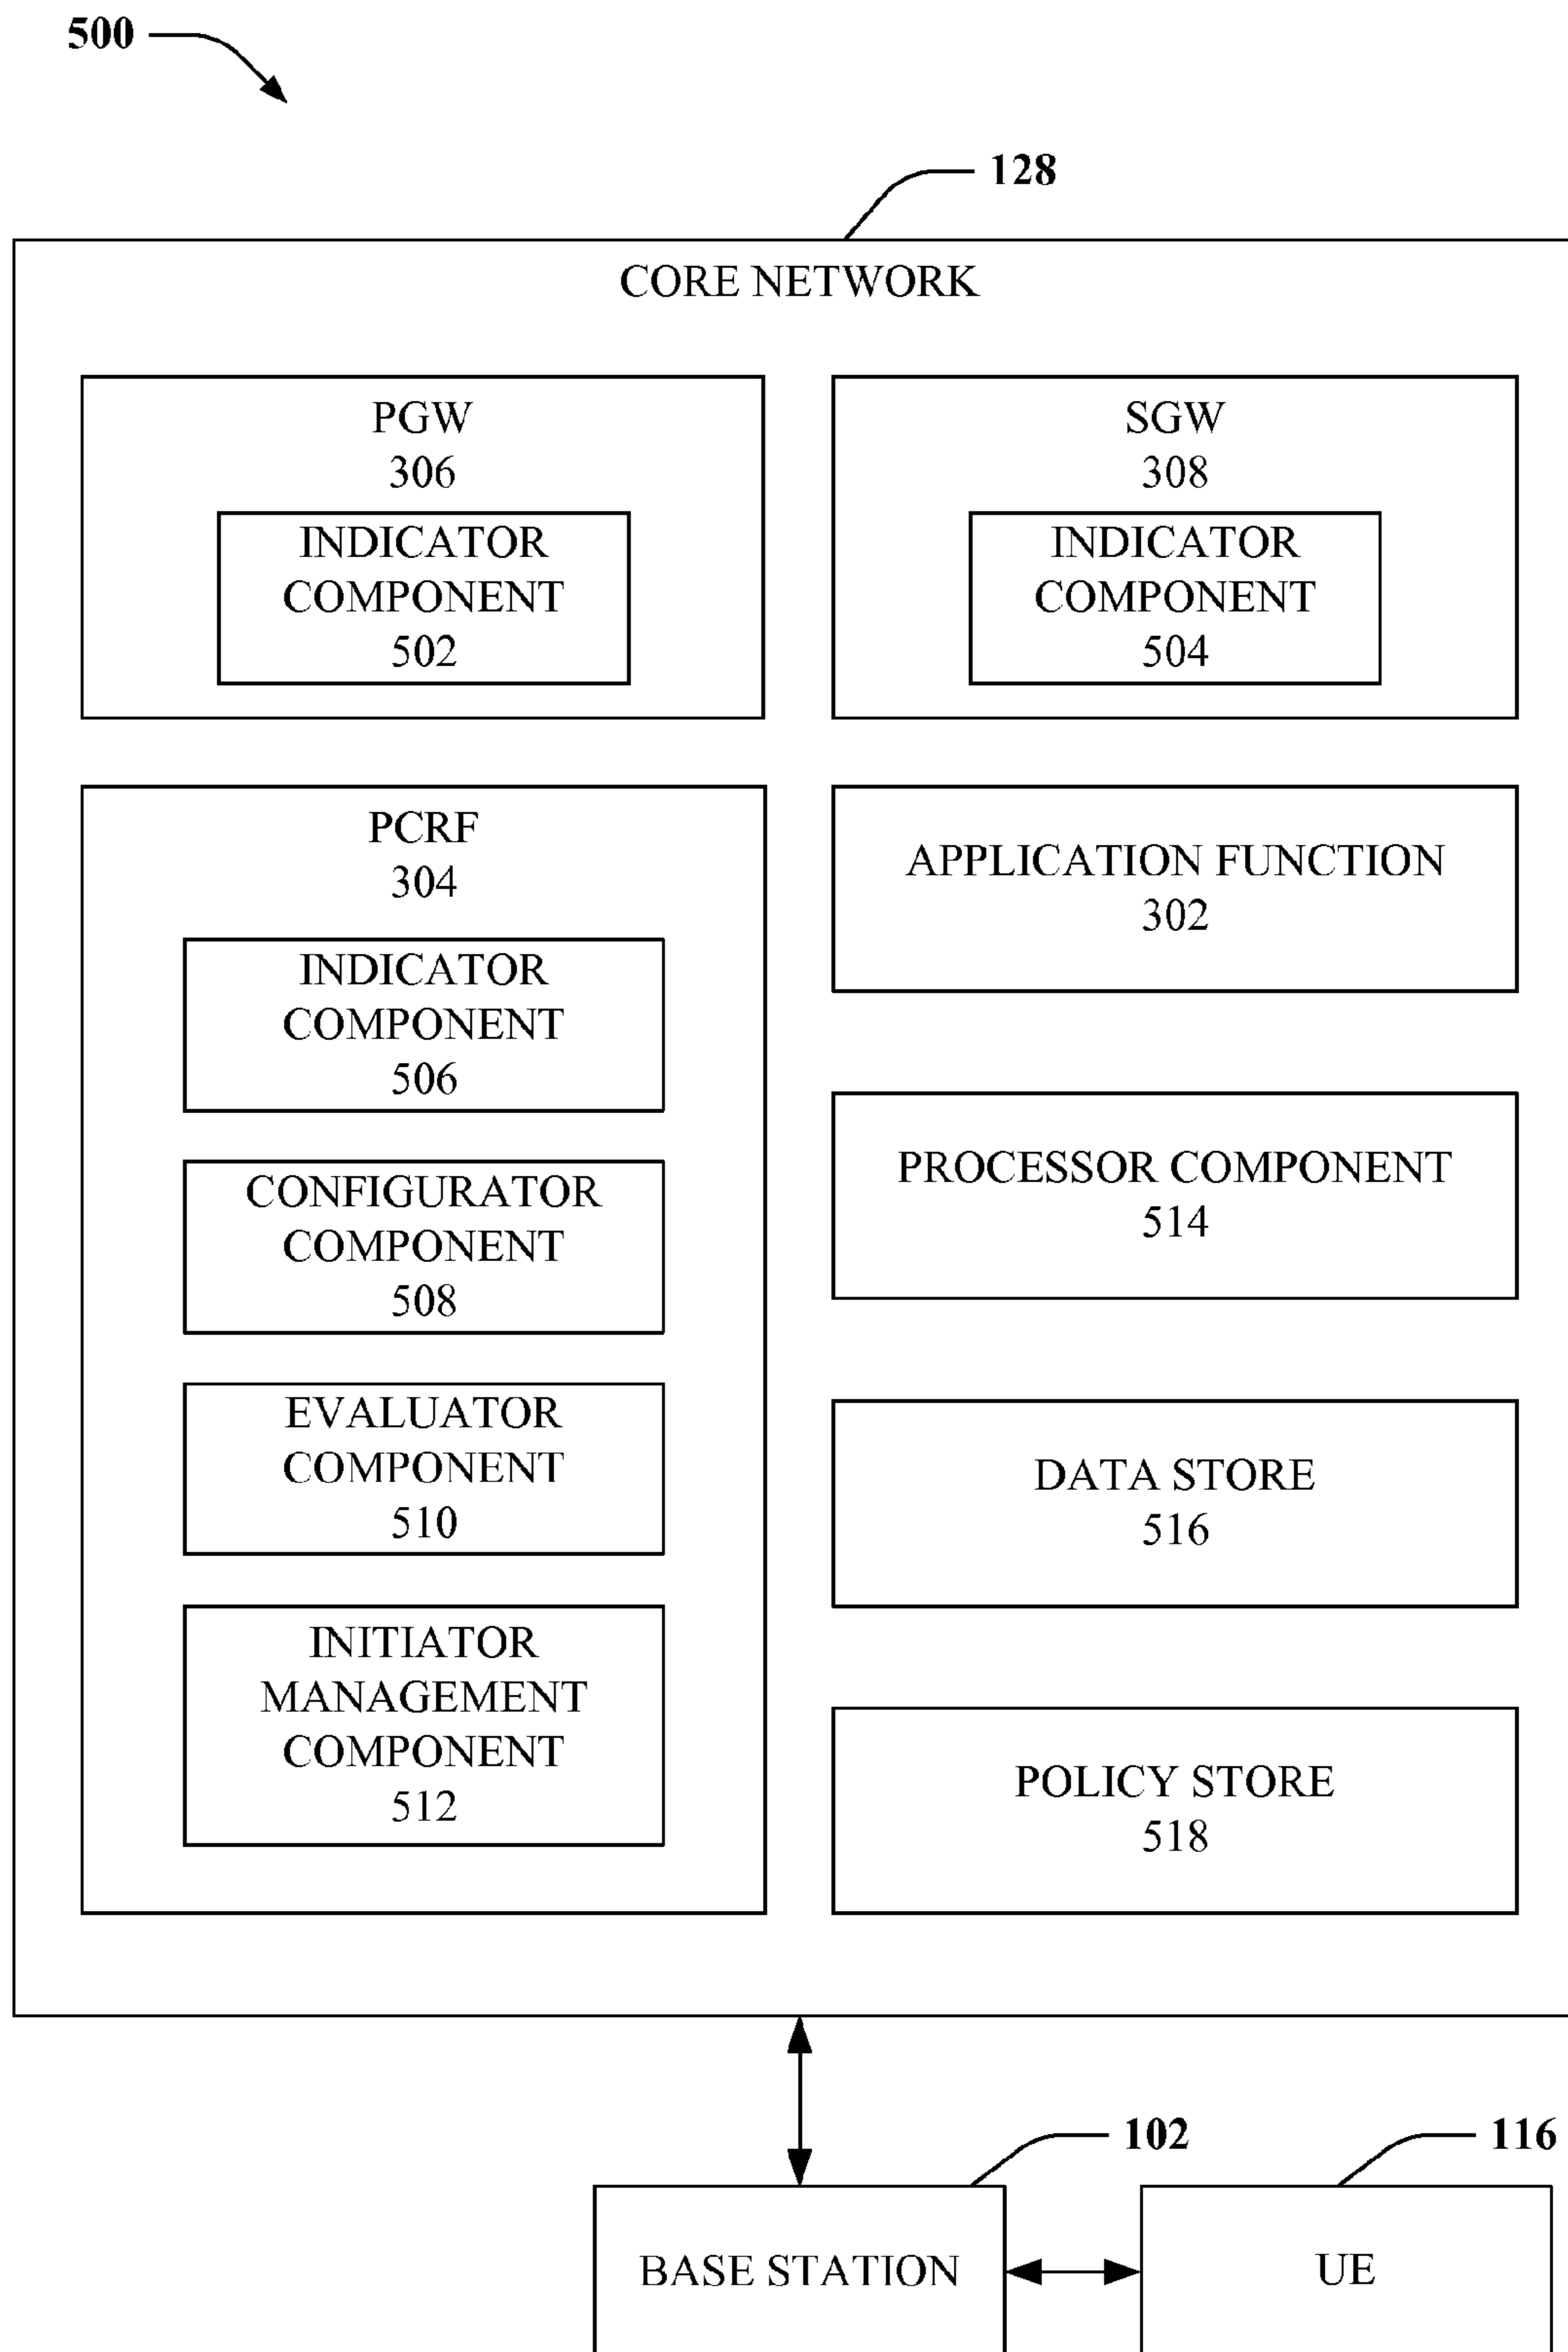 500
128
CORE NETWORK
PGW
306
INDICATOR
COMPONENT
502
SGW
308
INDICATOR
COMPONENT
504
PCRF
304
INDICATOR
COMPONENT
506
CONFIGURATOR
COMPONENT
508
EVALUATOR
COMPONENT
510
INITIATOR
MANAGEMENT
COMPONENT
512
APPLICATION FUNCTION
302
PROCESSOR COMPONENT
514
DATA STORE
516
POLICY STORE
518
102
116
BASE STATION
UE